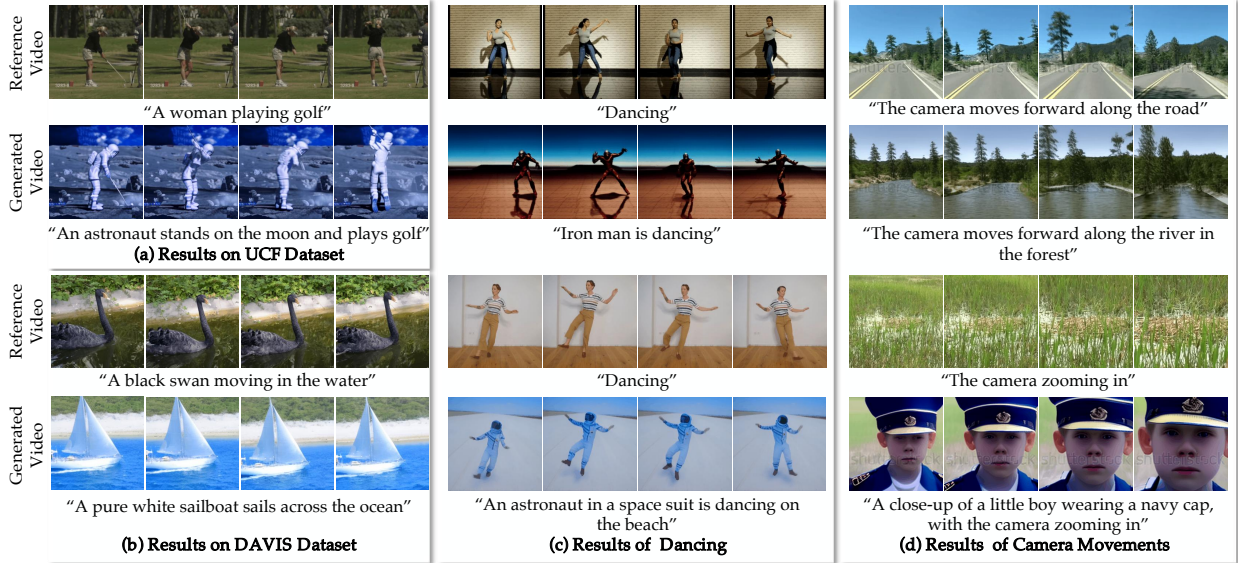 Reference Video
"A woman playing golf"
Generated Video
"An astronaut stands on the moon and plays golf"
(a) Results on UCF Dataset
Reference Video
"A black swan moving in the water"
Generated Video
"A pure white sailboat sails across the ocean"
(b) Results on DAVIS Dataset
"Dancing"
"Iron man is dancing"
"Dancing"
"An astronaut in a space suit is dancing on
the beach"
(c) Results of Dancing
shutterstock
"The camera moves forward along the road"
"The camera moves forward along the river in
the forest"
"The camera zooming in"
shutterstock
"A close-up of a little boy wearing a navy cap,
with the camera zooming in"
(d) Results of Camera Movements